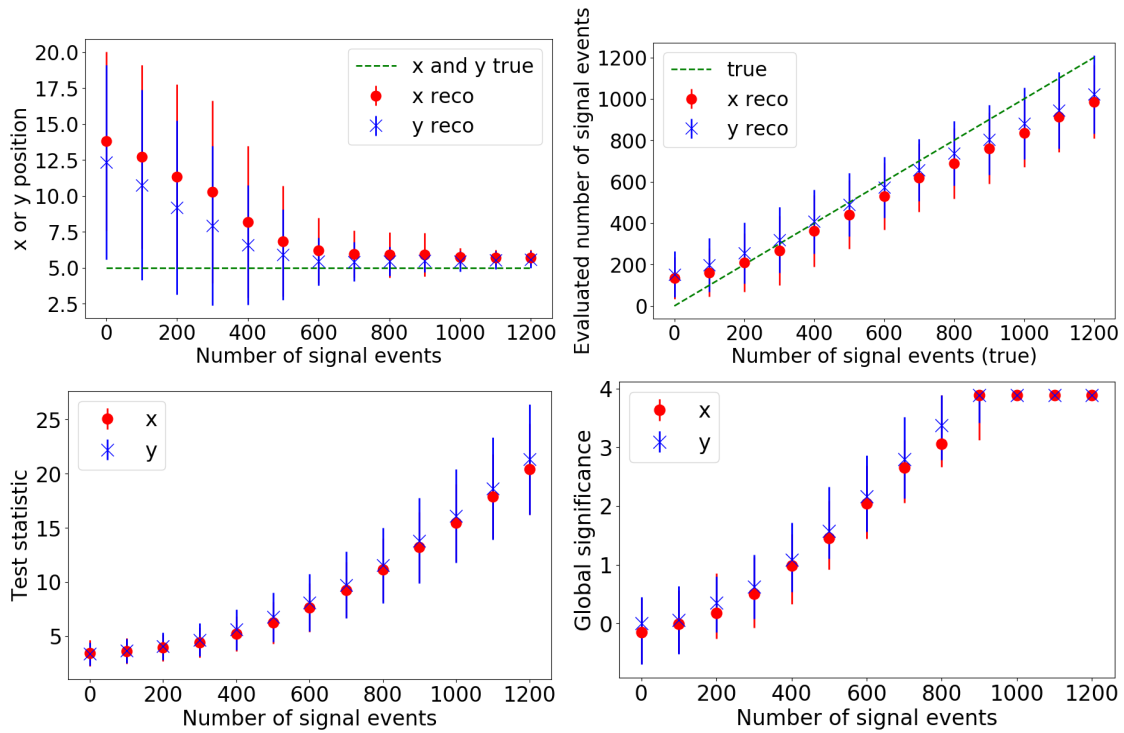 20.0
17.5
15.0
12.5
10.0
7.5
5.0
2.5
x or y position
x and y true
x reco
y reco
0 200 400 600 800 1000 1200
Number of signal events
1200
1000
800
600
400
200
0
Evaluated number of signal events
true
x reco
y reco
0 200 400 600 800 1000 1200
Number of signal events (true)
25
20
15
10
5
Test statistic
x
y
0 200 400 600 800 1000 1200
Number of signal events
4
3
2
1
0
Global significance
x
y
0 200 400 600 800 1000 1200
Number of signal events